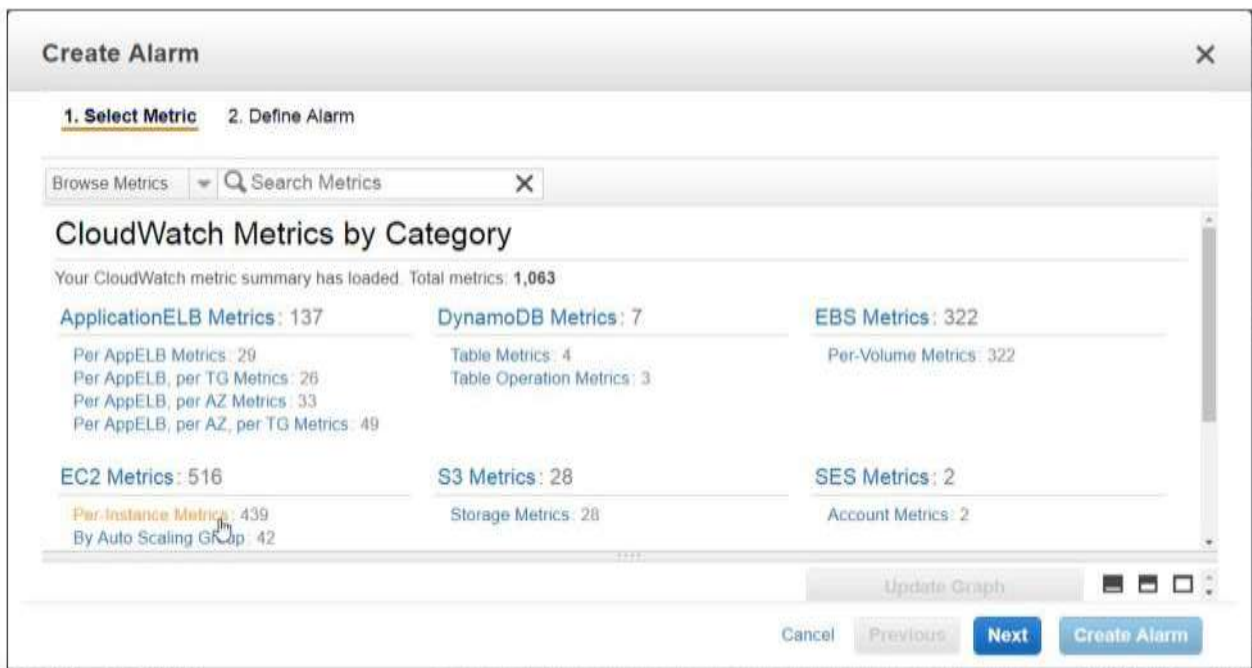 Create Alarm
1. Select Metric 2. Define Alarm
Browse Metrics Search Metrics
CloudWatch Metrics by Category
Your CloudWatch metric summary has loaded. Total metrics: 1,063
ApplicationELB Metrics: 137 DynamoDB Metrics: 7 EBS Metrics: 322
Per AppELB Metrics: 29 Table Metrics: 4 Per-Volume Metrics: 322
Per AppELB, per TG Metrics: 26 Table Operation Metrics: 3
Per AppELB, per AZ Metrics: 33
Per AppELB, per AZ, per TG Metrics: 49
EC2 Metrics: 516 S3 Metrics: 28 SES Metrics: 2
Per-Instance Metrics: 439 Storage Metrics: 28 Account Metrics: 2
By Auto Scaling Group: 42
Update Graph
Cancel Previous Next Create Alarm